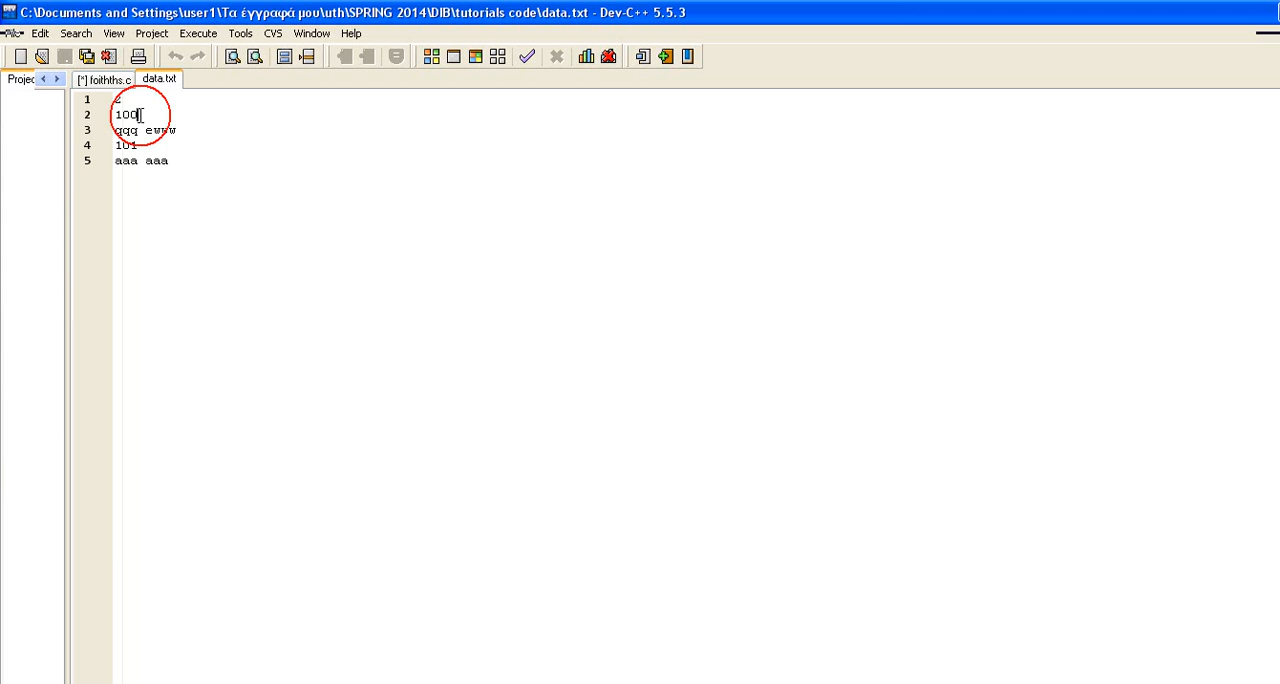 C:\Documents and Settings\user1\Τα έγγραφά μου\uth\SPRING 2014\DIB\tutorials code\data.txt - Dev-C++ 5.5.3
File Edit Search View Project Execute Tools CVS Window Help
Projec [*] foithths.c data.txt
1 2
2 100
3 qqq ewww
4 101
5 aaa aaa